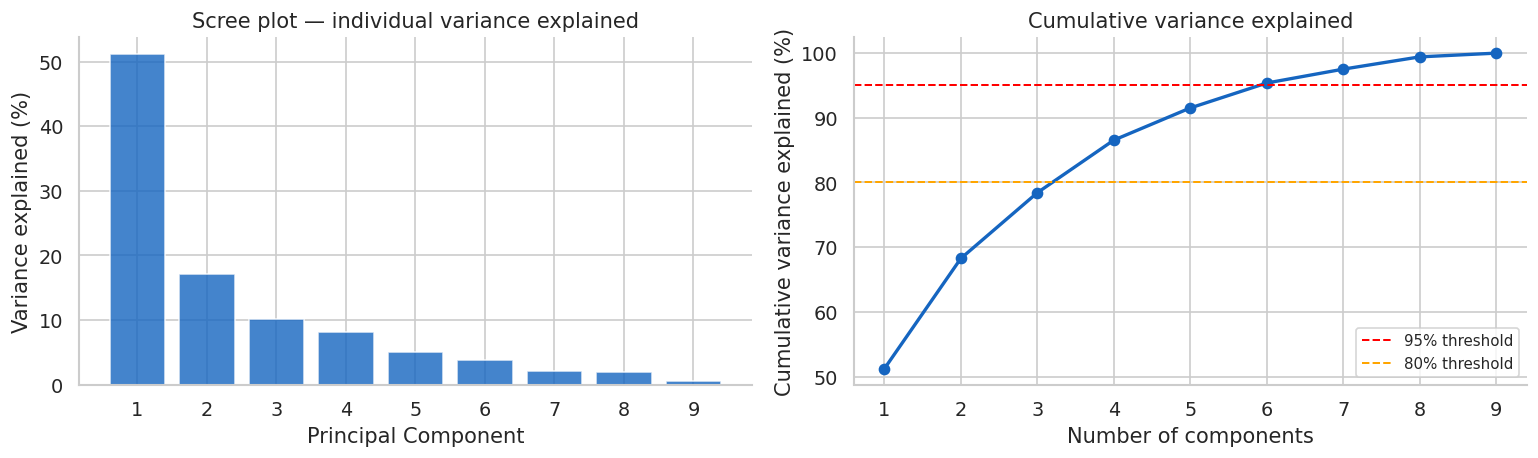 Scree plot — individual variance explained
Variance explained (%)
50
40
30
20
10
0
1 2 3 4 5 6 7 8 9
Principal Component
Cumulative variance explained
Cumulative variance explained (%)
100
90
80
70
60
50
95% threshold
80% threshold
1 2 3 4 5 6 7 8 9
Number of components